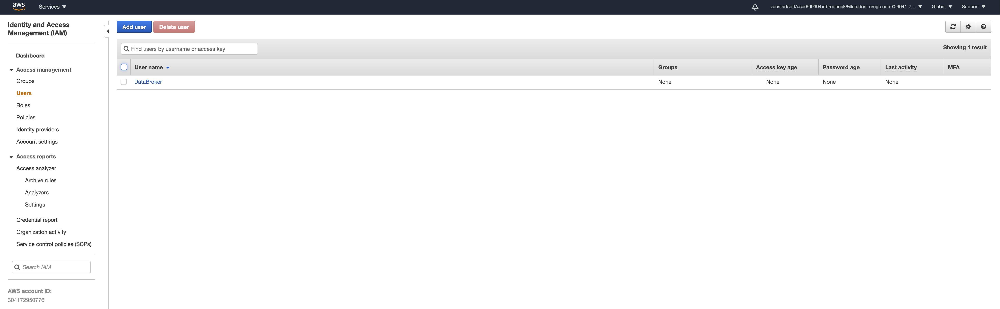 aws Services vocstartsoft/user909394=tbroderick6@student.umgc.edu @ 3041-7... Global Support
Identity and Access
Management (IAM)
Dashboard
Access management
Groups
Users
Roles
Policies
Identity providers
Account settings
Access reports
Access analyzer
Archive rules
Analyzers
Settings
Credential report
Organization activity
Service control policies (SCPs)
Search IAM
AWS account ID:
304172950776
Add user Delete user
Find users by username or access key Showing 1 result
User name Groups Access key age Password age Last activity MFA
DataBroker None None None None